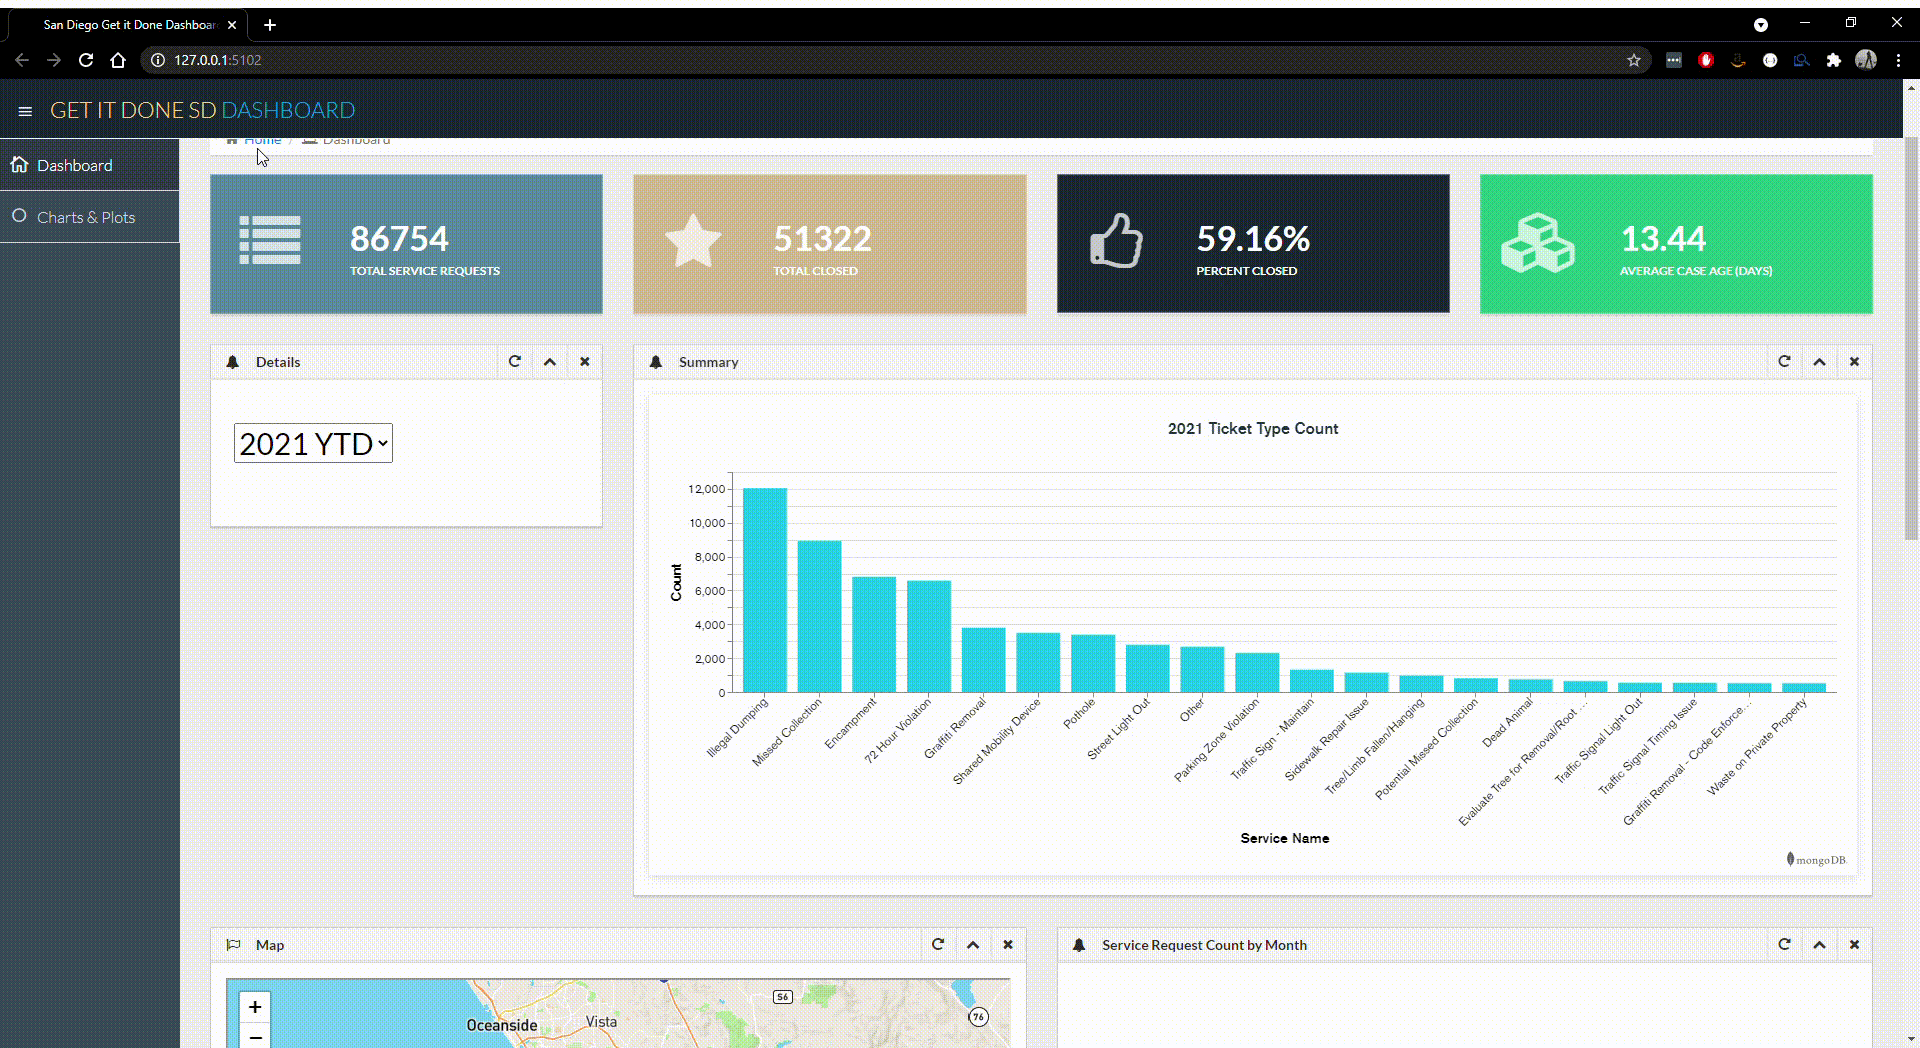 San Diego Get it Done Dashboar
127.0.0.1:5102
GET IT DONE SD DASHBOARD
Home / Dashboard
Dashboard
Charts & Plots
86754
TOTAL SERVICE REQUESTS
51322
TOTAL CLOSED
59.16%
PERCENT CLOSED
13.44
AVERAGE CASE AGE (DAYS)
Details
2021 YTD
Summary
2021 Ticket Type Count
Count
12,000
10,000
8,000
6,000
4,000
2,000
0
Illegal Dumping
Missed Collection
Encampment
72 Hour Violation
Graffiti Removal
Shared Mobility Device
Pothole
Street Light Out
Other
Parking Zone Violation
Traffic Sign - Maintain
Sidewalk Repair Issue
Tree/Limb Fallen/Hanging
Potential Missed Collection
Dead Animal
Evaluate Tree for Removal/Root ...
Traffic Signal Light Out
Traffic Signal Timing Issue
Graffiti Removal - Code Enforce...
Waste on Private Property
Service Name
mongoDB.
Map
+
−
Oceanside
Vista
56
76
Service Request Count by Month